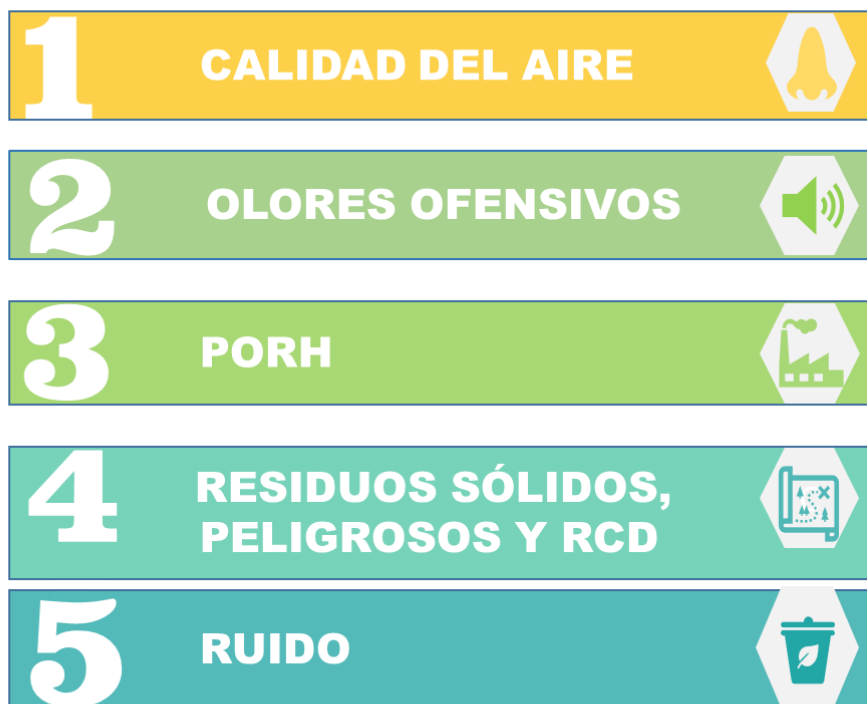 1 CALIDAD DEL AIRE
2 OLORES OFENSIVOS
3 PORH
4 RESIDUOS SÓLIDOS,
PELIGROSOS Y RCD
5 RUIDO